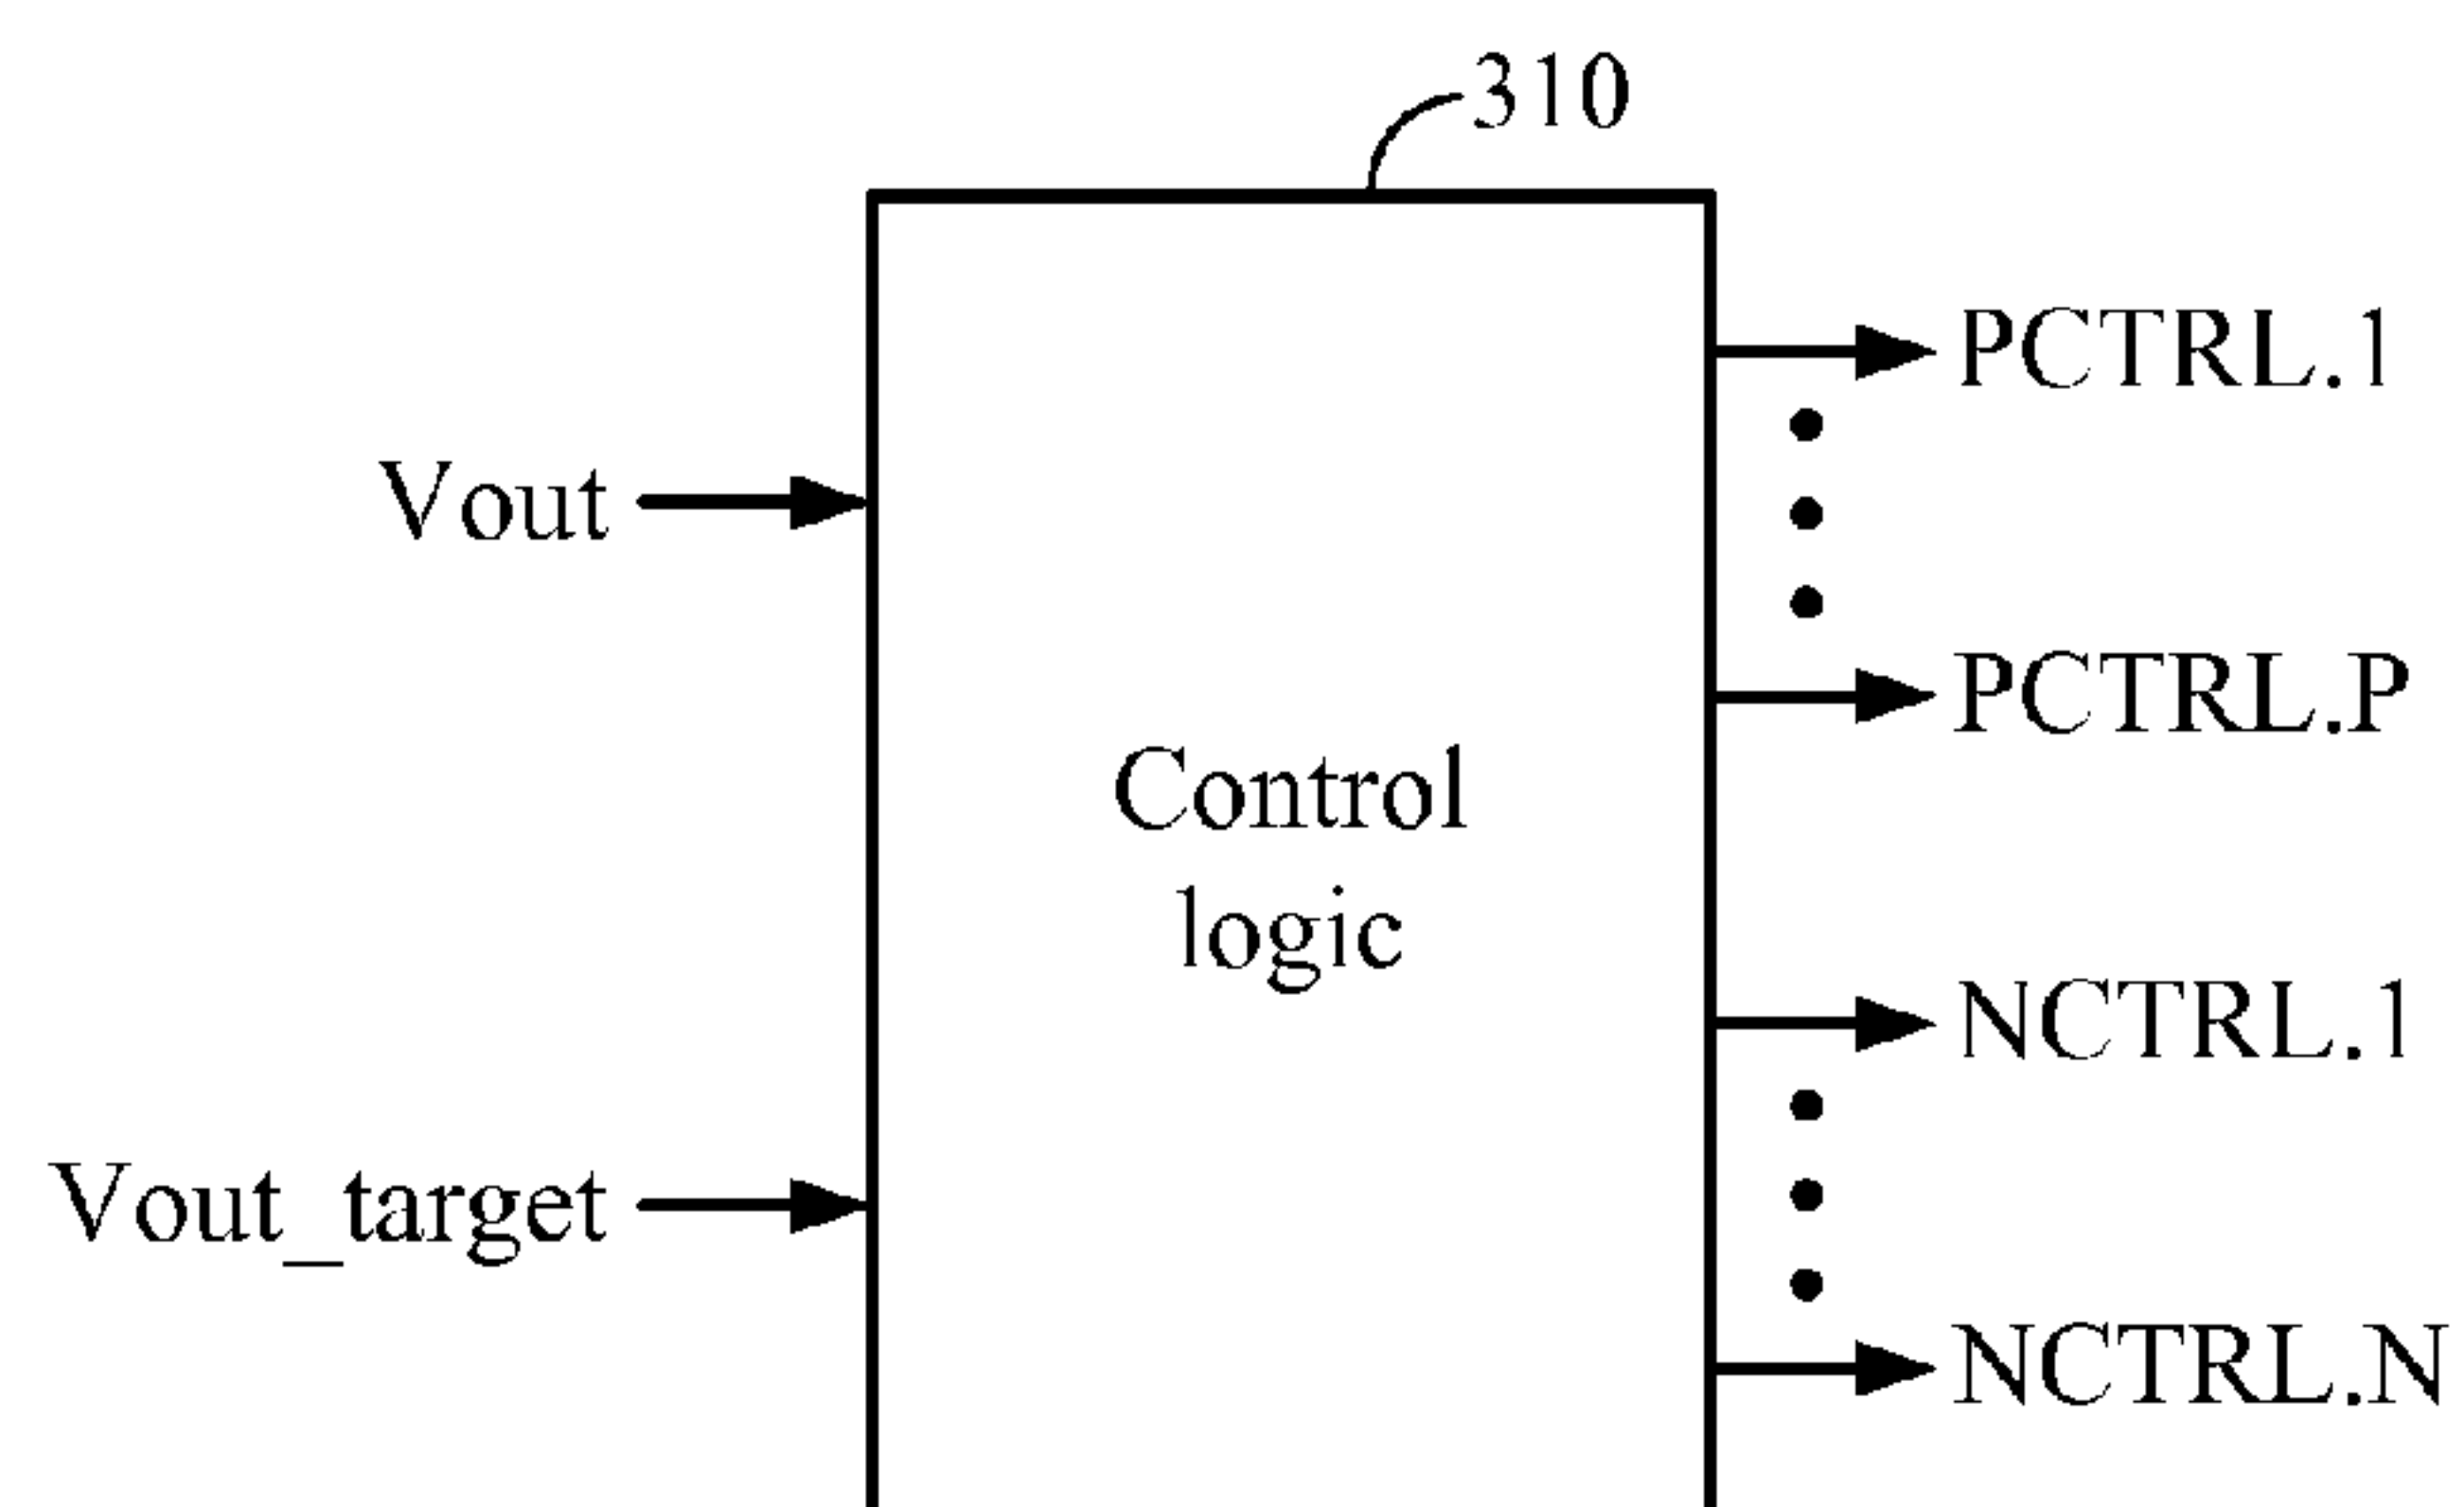 310
PCTRL.1
Vout
PCTRL.P
Control
logic
NCTRL.1
Vout_target
NCTRL.N